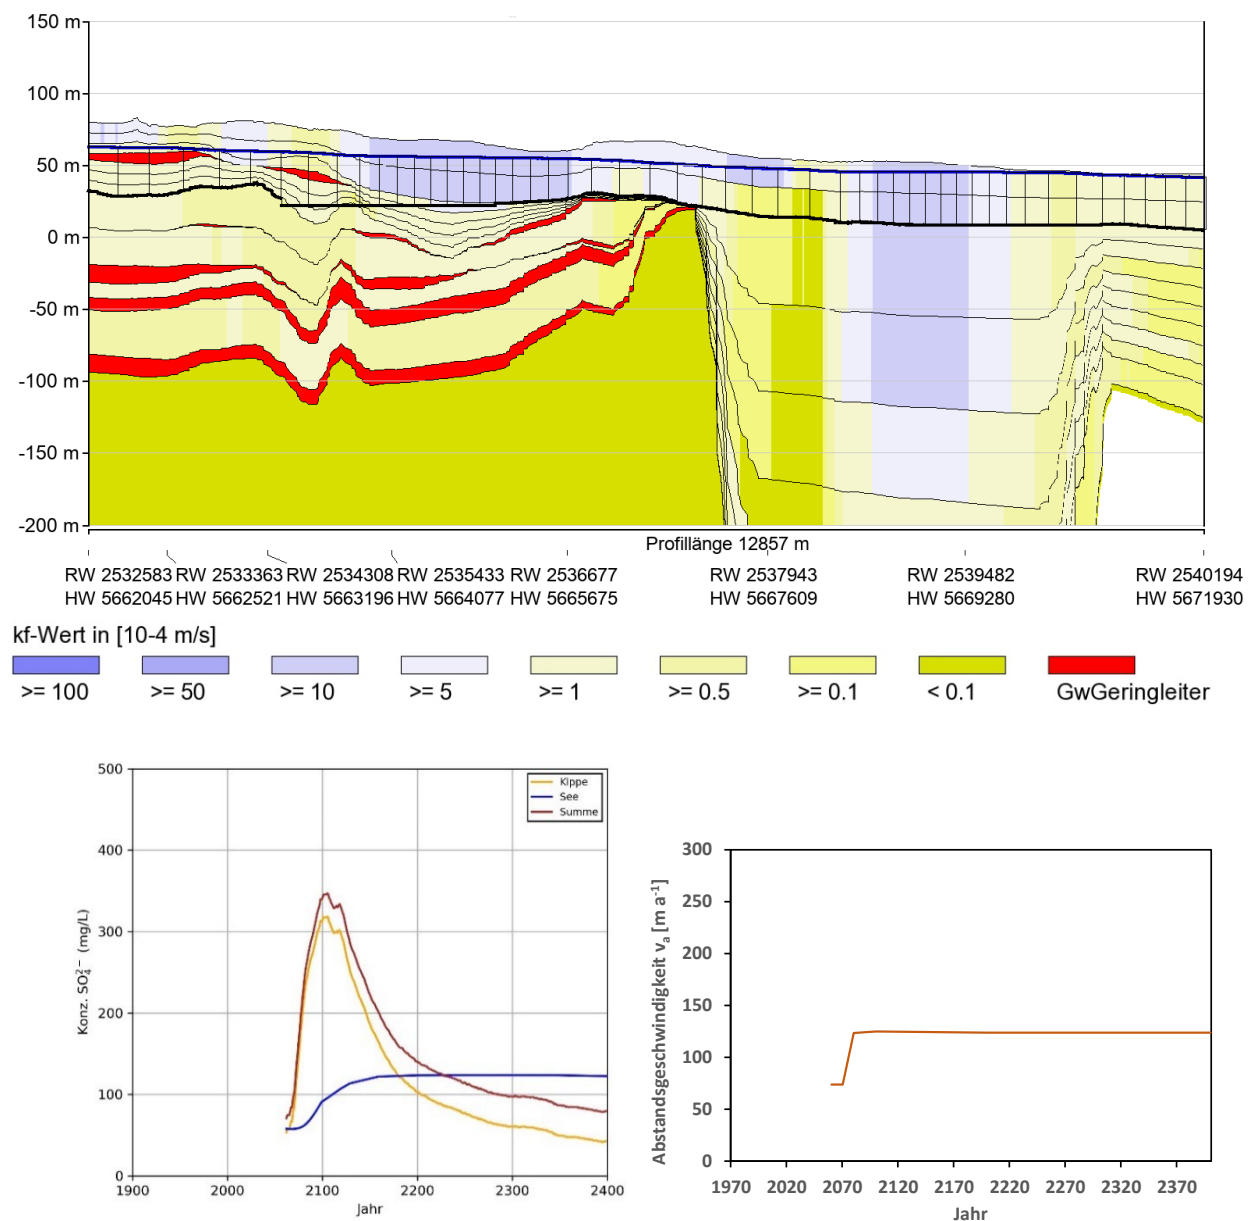 150 m
100 m
50 m
0 m
-50 m
-100 m
-150 m
-200 m
Profillänge 12857 m
RW 2532583 RW 2533363 RW 2534308 RW 2535433 RW 2536677 RW 2537943 RW 2539482 RW 2540194
HW 5662045 HW 5662521 HW 5663196 HW 5664077 HW 5665675 HW 5667609 HW 5669280 HW 5671930
kf-Wert in [10-4 m/s]
>= 100 >= 50 >= 10 >= 5 >= 1 >= 0.5 >= 0.1 < 0.1 GwGeringleiter
500
400
300
200
100
0
Konz. SO₄²⁻ (mg/L)
Kippe
See
Summe
1900 2000 2100 2200 2300 2400
Jahr
300
250
200
150
100
50
0
Abstandsgeschwindigkeit vₐ [m a⁻¹]
1970 2020 2070 2120 2170 2220 2270 2320 2370
Jahr